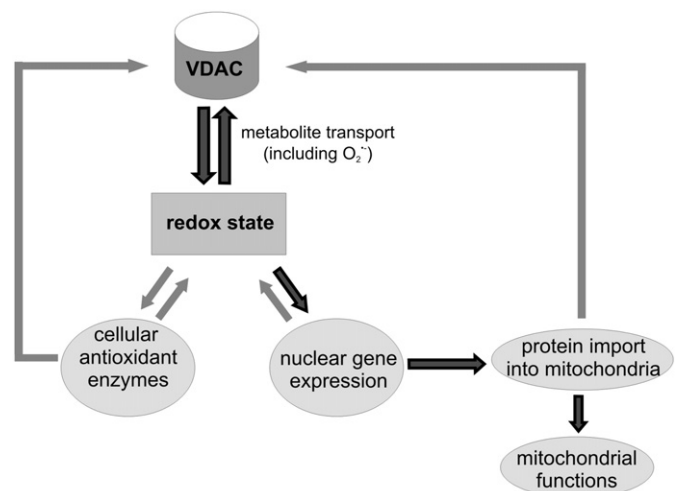 VDAC
metabolite transport
(including O₂·⁻)
redox state
cellular
antioxidant
enzymes
nuclear gene
expression
protein import
into mitochondria
mitochondrial
functions